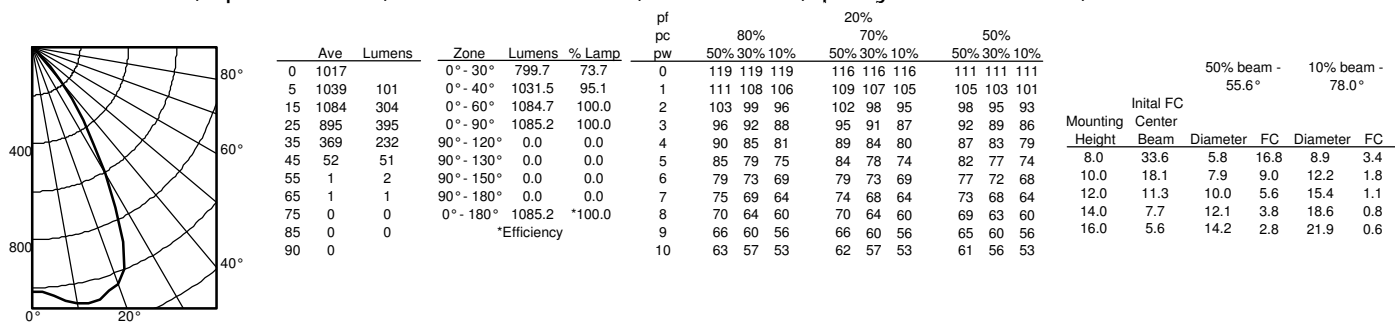 pf 20%
pc 80% 70% 50%
Ave Lumens Zone Lumens % Lamp pw 50% 30% 10% 50% 30% 10% 50% 30% 10%
0 1017 0°- 30° 799.7 73.7 0 119 119 119 116 116 116 111 111 111
5 1039 101 0°- 40° 1031.5 95.1 1 111 108 106 109 107 105 105 103 101
15 1084 304 0°- 60° 1084.7 100.0 2 103 99 96 102 98 95 98 95 93
25 895 395 0°- 90° 1085.2 100.0 3 96 92 88 95 91 87 92 89 86
35 369 232 90°- 120° 0.0 0.0 4 90 85 81 89 84 80 87 83 79
45 52 51 90°- 130° 0.0 0.0 5 84 79 75 84 78 74 82 77 74
55 1 2 90°- 150° 0.0 0.0 6 79 73 69 79 73 69 77 72 68
65 1 1 90°- 180° 0.0 0.0 7 75 69 64 74 68 64 73 68 64
75 0 0 0°- 180° 1085.2 *100.0 8 70 64 60 70 64 60 69 63 60
85 0 0 *Efficiency 9 66 60 56 66 60 56 65 60 56
90 0 10 63 57 53 62 57 53 61 56 53
50% beam - 10% beam -
55.6° 78.0°
Inital FC
Mounting Center
Height Beam Diameter FC Diameter FC
8.0 33.6 5.8 16.8 8.9 3.4
10.0 18.1 7.9 9.0 12.2 1.8
12.0 11.3 10.0 5.6 15.4 1.1
14.0 7.7 12.1 3.8 18.6 0.8
16.0 5.6 14.2 2.8 21.9 0.6
80°
400
60°
800
40°
0° 20°